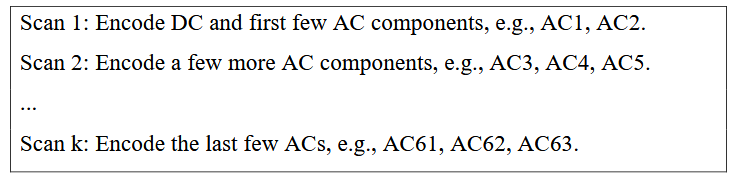 Scan 1: Encode DC and first few AC components, e.g., AC1, AC2.
Scan 2: Encode a few more AC components, e.g., AC3, AC4, AC5.
...
Scan k: Encode the last few ACs, e.g., AC61, AC62, AC63.